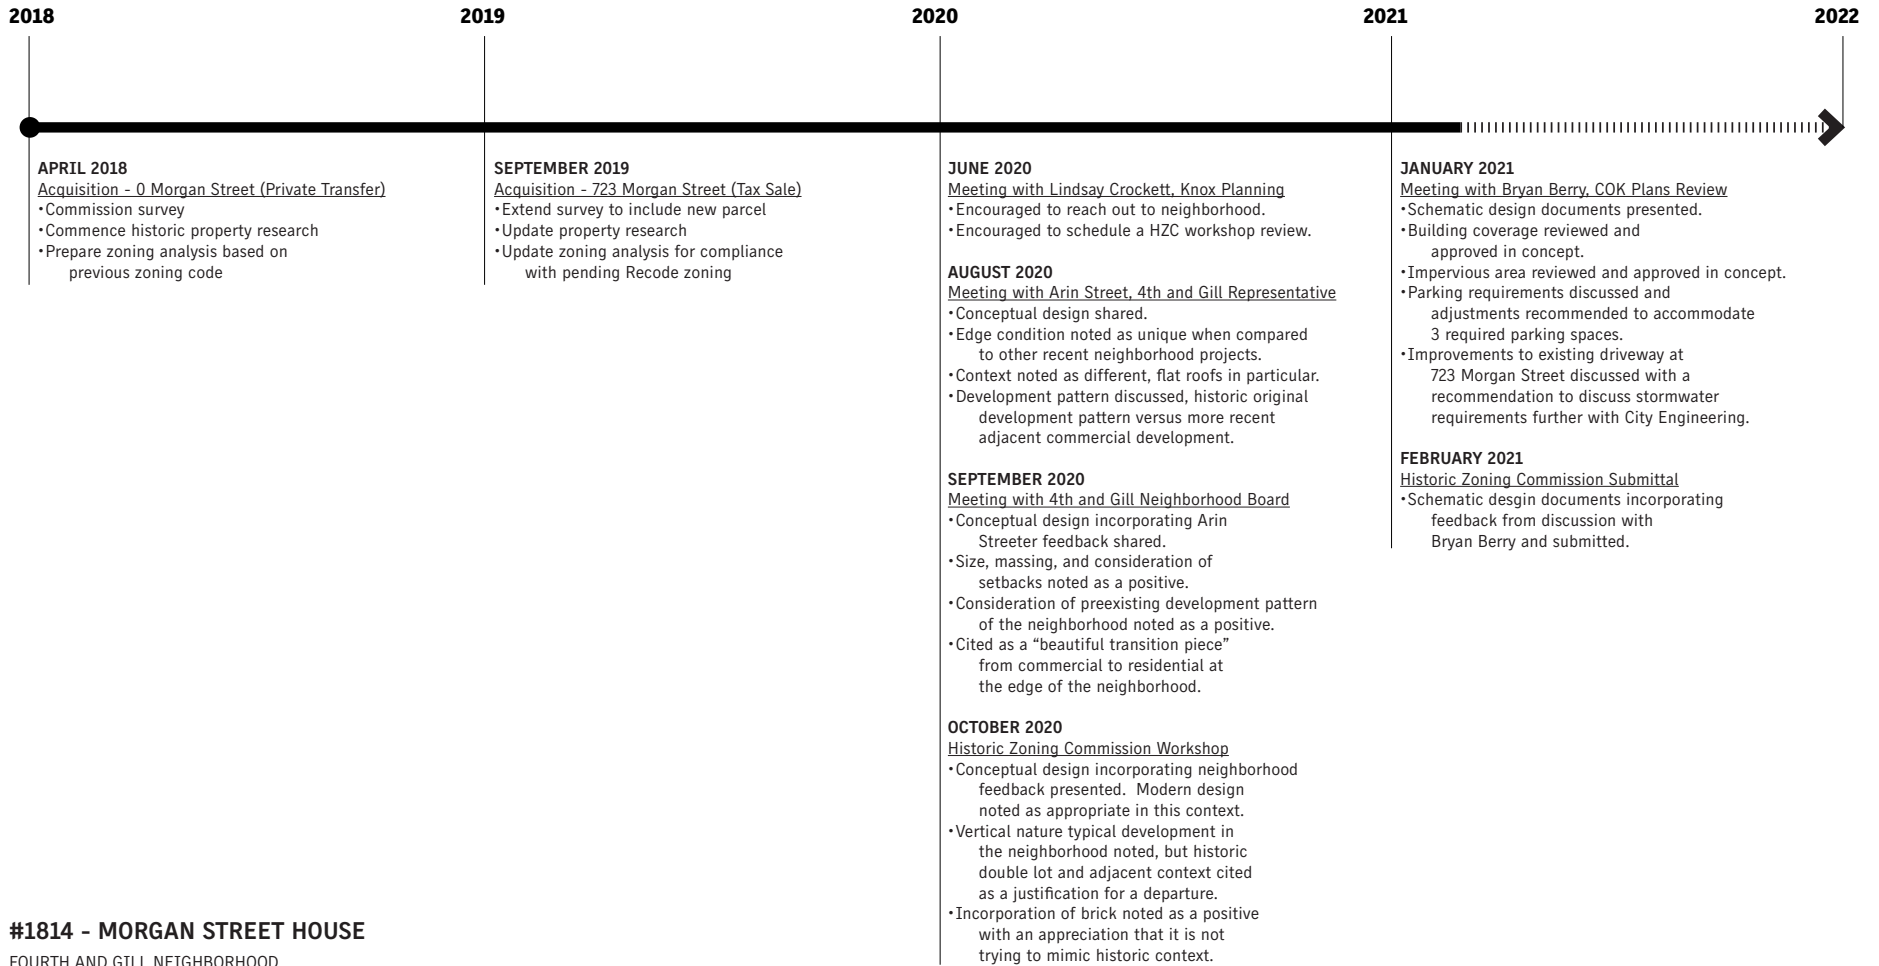 2018
2019
2020
2021
2022
APRIL 2018
Acquisition - 0 Morgan Street (Private Transfer)
•Commission survey
•Commence historic property research
•Prepare zoning analysis based on
previous zoning code
SEPTEMBER 2019
Acquisition - 723 Morgan Street (Tax Sale)
•Extend survey to include new parcel
•Update property research
•Update zoning analysis for compliance
with pending Recode zoning
JUNE 2020
Meeting with Lindsay Crockett, Knox Planning
•Encouraged to reach out to neighborhood.
•Encouraged to schedule a HZC workshop review.
AUGUST 2020
Meeting with Arin Street, 4th and Gill Representative
•Conceptual design shared.
•Edge condition noted as unique when compared
to other recent neighborhood projects.
•Context noted as different, flat roofs in particular.
•Development pattern discussed, historic original
development pattern versus more recent
adjacent commercial development.
SEPTEMBER 2020
Meeting with 4th and Gill Neighborhood Board
•Conceptual design incorporating Arin
Streeter feedback shared.
•Size, massing, and consideration of
setbacks noted as a positive.
•Consideration of preexisting development pattern
of the neighborhood noted as a positive.
•Cited as a “beautiful transition piece”
from commercial to residential at
the edge of the neighborhood.
OCTOBER 2020
Historic Zoning Commission Workshop
•Conceptual design incorporating neighborhood
feedback presented.  Modern design
noted as appropriate in this context.
•Vertical nature typical development in
the neighborhood noted, but historic
double lot and adjacent context cited
as a justification for a departure.
•Incorporation of brick noted as a positive
with an appreciation that it is not
trying to mimic historic context.
JANUARY 2021
Meeting with Bryan Berry, COK Plans Review
•Schematic design documents presented.
•Building coverage reviewed and
approved in concept.
•Impervious area reviewed and approved in concept.
•Parking requirements discussed and
adjustments recommended to accommodate
3 required parking spaces.
•Improvements to existing driveway at
723 Morgan Street discussed with a
recommendation to discuss stormwater
requirements further with City Engineering.
FEBRUARY 2021
Historic Zoning Commission Submittal
•Schematic desgin documents incorporating
feedback from discussion with
Bryan Berry and submitted.
#1814 - MORGAN STREET HOUSE
FOURTH AND GILL NEIGHBORHOOD